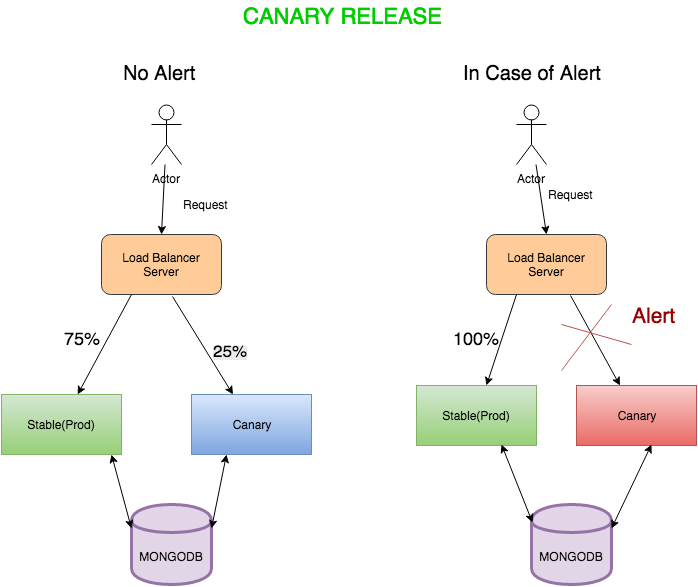 CANARY RELEASE
No Alert
Actor
Request
Load Balancer
Server
75%
25%
Stable(Prod)
Canary
MONGODB
In Case of Alert
Actor
Request
Load Balancer
Server
Alert
100%
Stable(Prod)
Canary
MONGODB